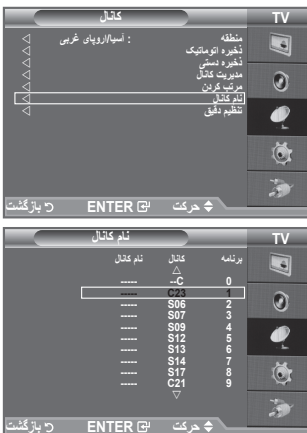 TV
کانال
منطقه : آسیا/اروپای غربی
ذخیره اتوماتیک
ذخیره دستی
مدیریت کانال
مرتب کردن
نام کانال
تنظیم دقیق
حرکت ENTER بازگشت
TV
نام کانال
برنامه کانال نام کانال
0 --C -----
1 C23 -----
2 S06 -----
3 S07 -----
4 S09 -----
5 S12 -----
6 S13 -----
7 S14 -----
8 S17 -----
9 C21 -----
حرکت ENTER بازگشت